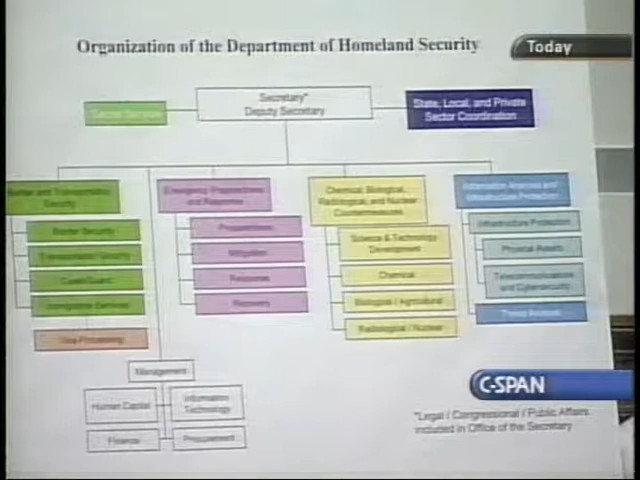 Organization of the Department of Homeland Security
Today
Secretary*
Deputy Secretary
State, Local, and Private
Sector Coordination
Border and Transportation
Security
Emergency Preparedness
and Response
Chemical, Biological,
Radiological, and Nuclear
Countermeasures
Information Analysis and
Infrastructure Protection
Border Security
Preparedness
Science & Technology
Development
Infrastructure Protection
Transportation Security
Mitigation
Chemical
Physical Assets
Coast Guard
Response
Biological / Agricultural
Telecommunications
and Cybersecurity
Immigration Services
Recovery
Radiological / Nuclear
Threat Analysis
Visa Processing
Management
Human Capital
Information
Technology
Finance
Procurement
C-SPAN
*Legal / Congressional / Public Affairs
included in Office of the Secretary